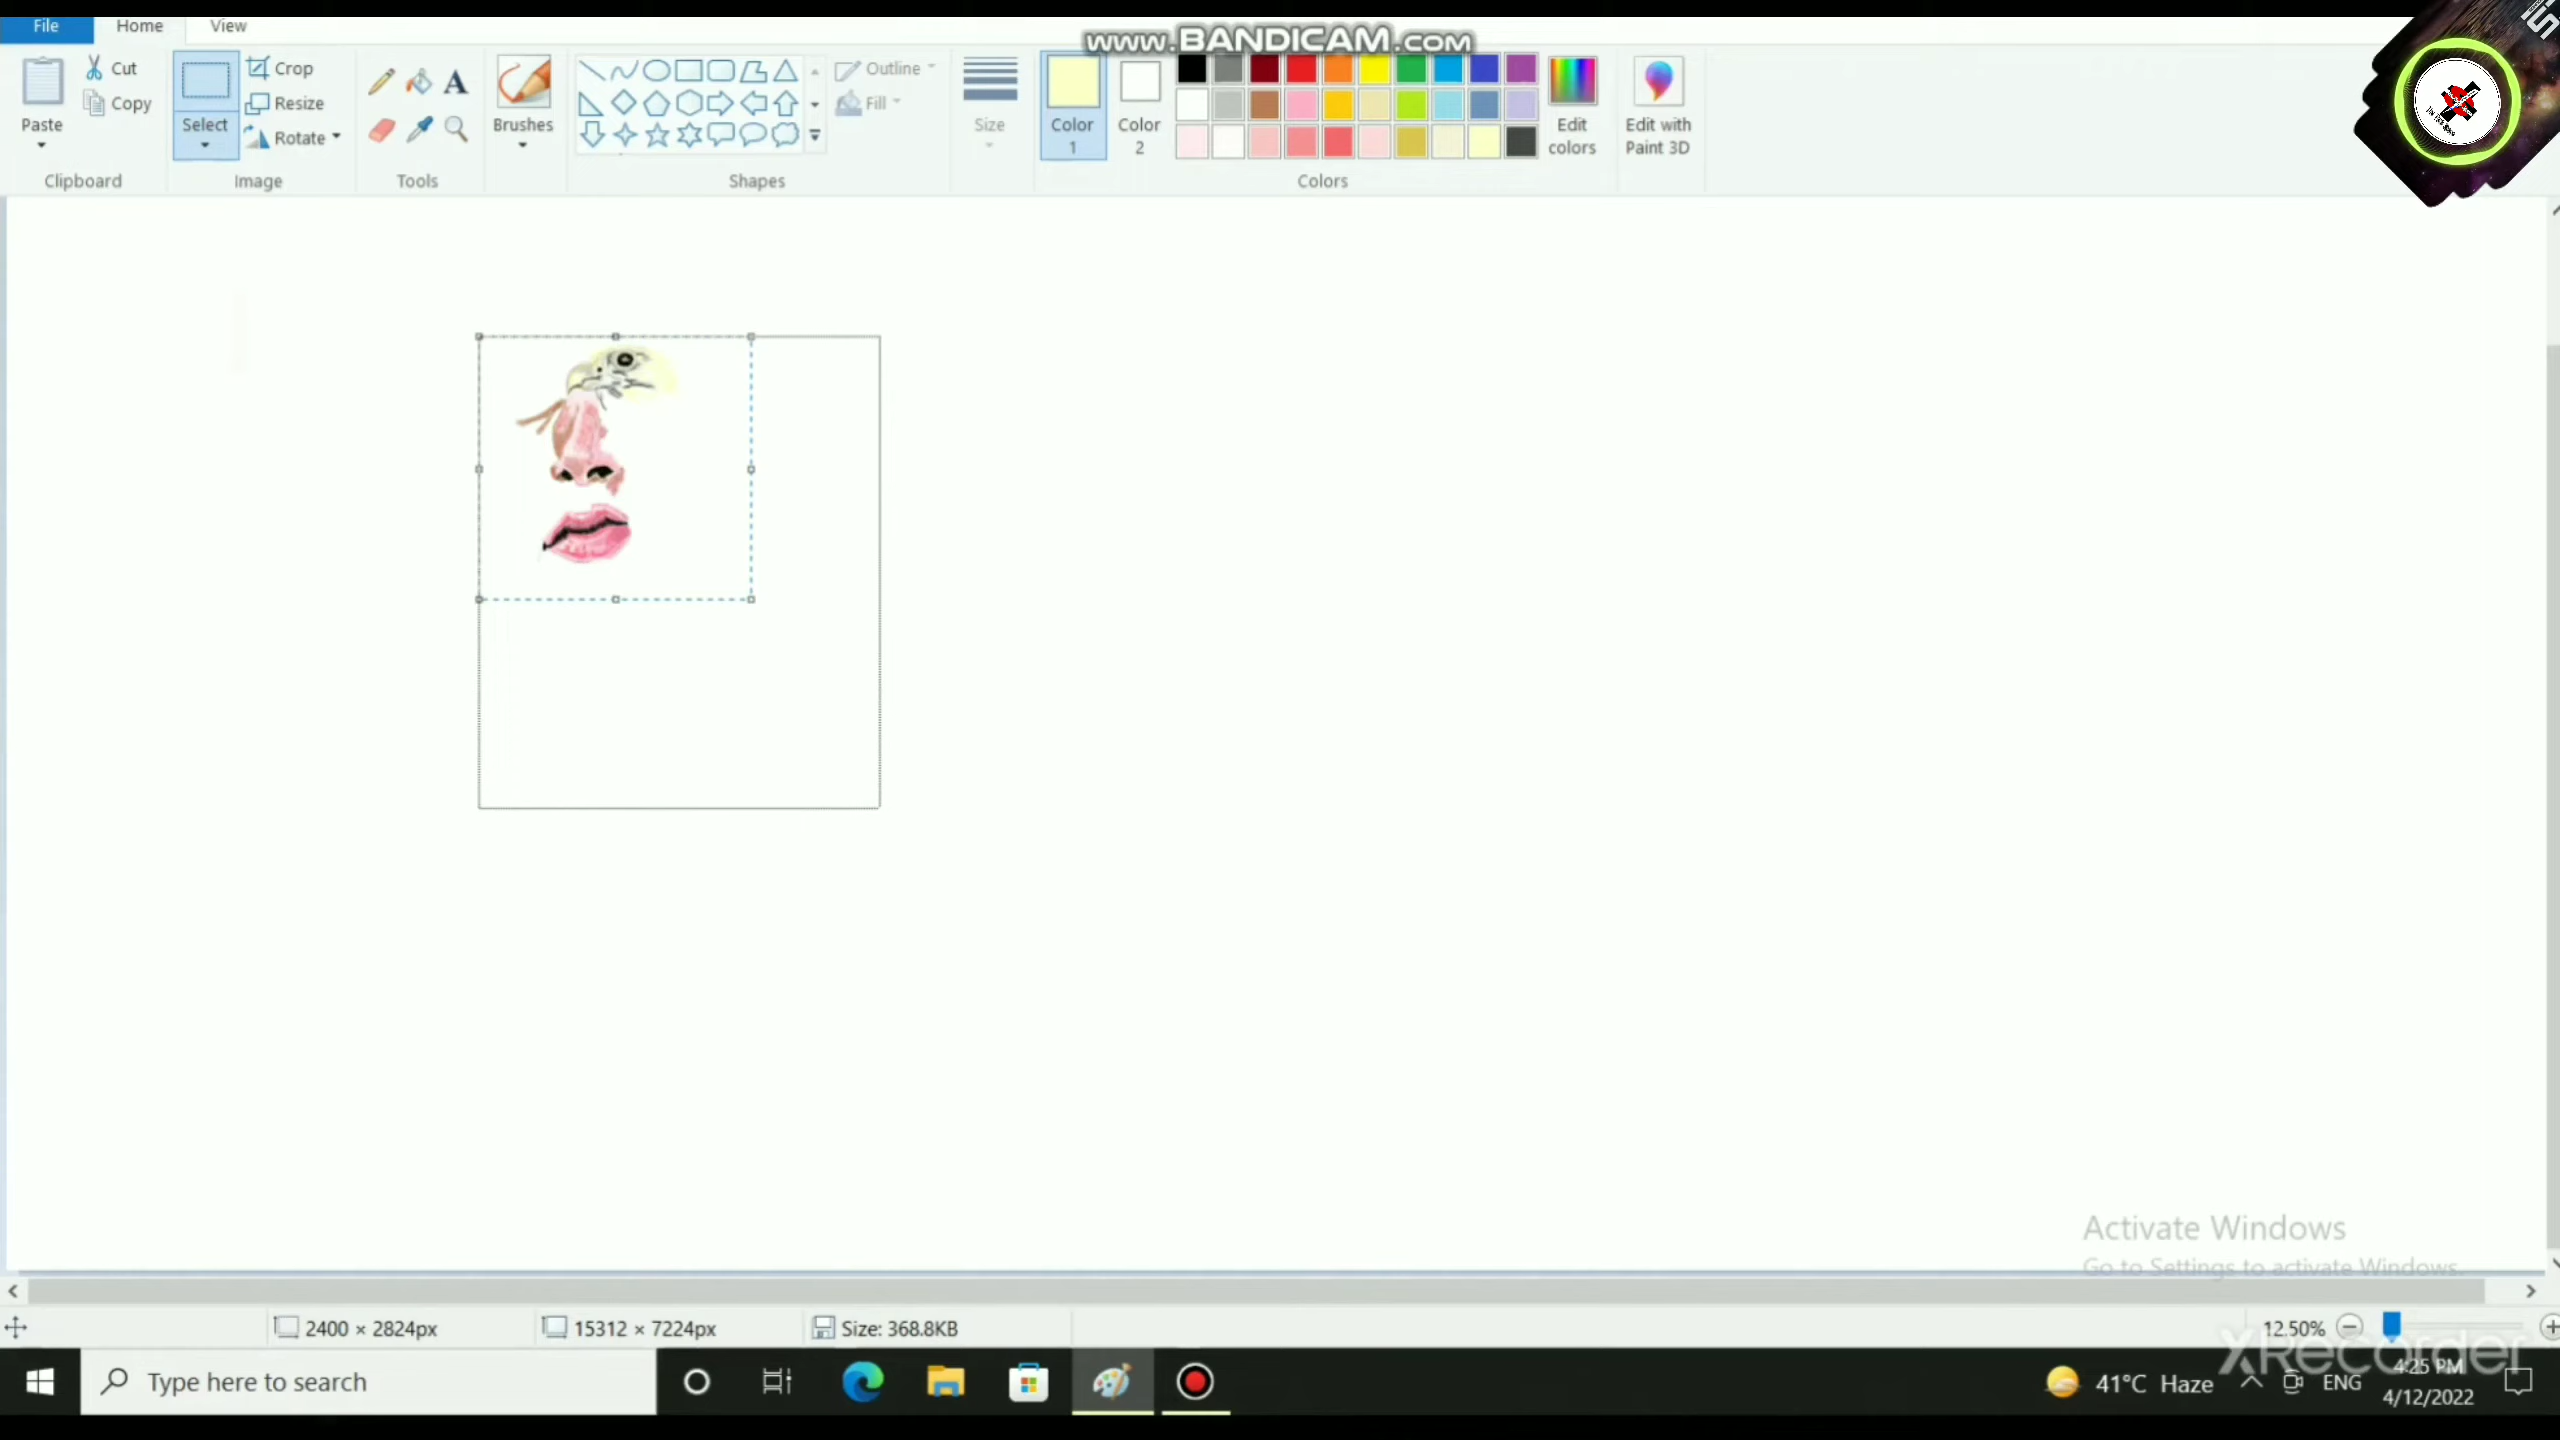 File Home View
www.BANDICAM.com
Cut
Copy
Paste
Clipboard
Select
Crop
Resize
Rotate
Image
A
Tools
Brushes
Shapes
Outline
Fill
Size
Color 1
Color 2
Edit colors
Colors
Edit with Paint 3D
Activate Windows
Go to Settings to activate Windows.
2400 × 2824px 15312 × 7224px Size: 368.8KB 12.50%
XRecorder
Type here to search
41°C Haze ENG
4:25 PM
4/12/2022